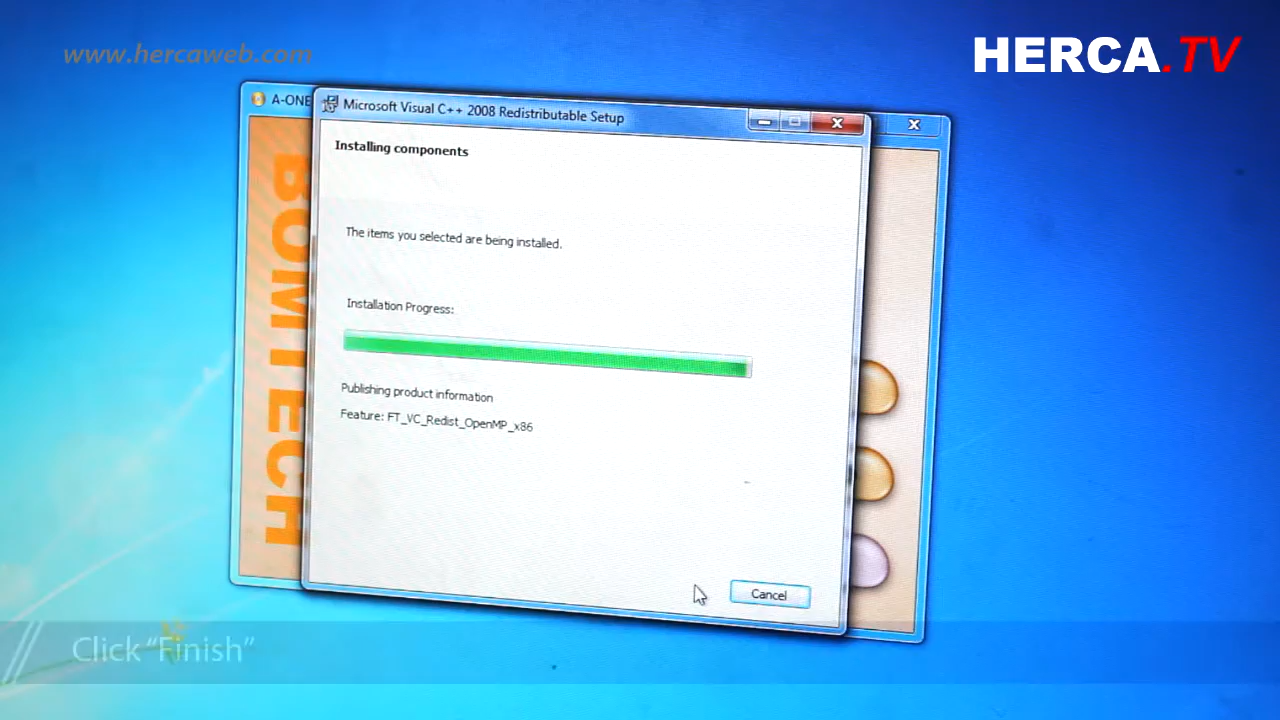 www.hercaweb.com
HERCA.TV
A-ONE
Microsoft Visual C++ 2008 Redistributable Setup
Installing components
The items you selected are being installed.
Installation Progress:
Publishing product information
Feature: FT_VC_Redist_OpenMP_x86
BOMTECH
Cancel
Click "Finish"